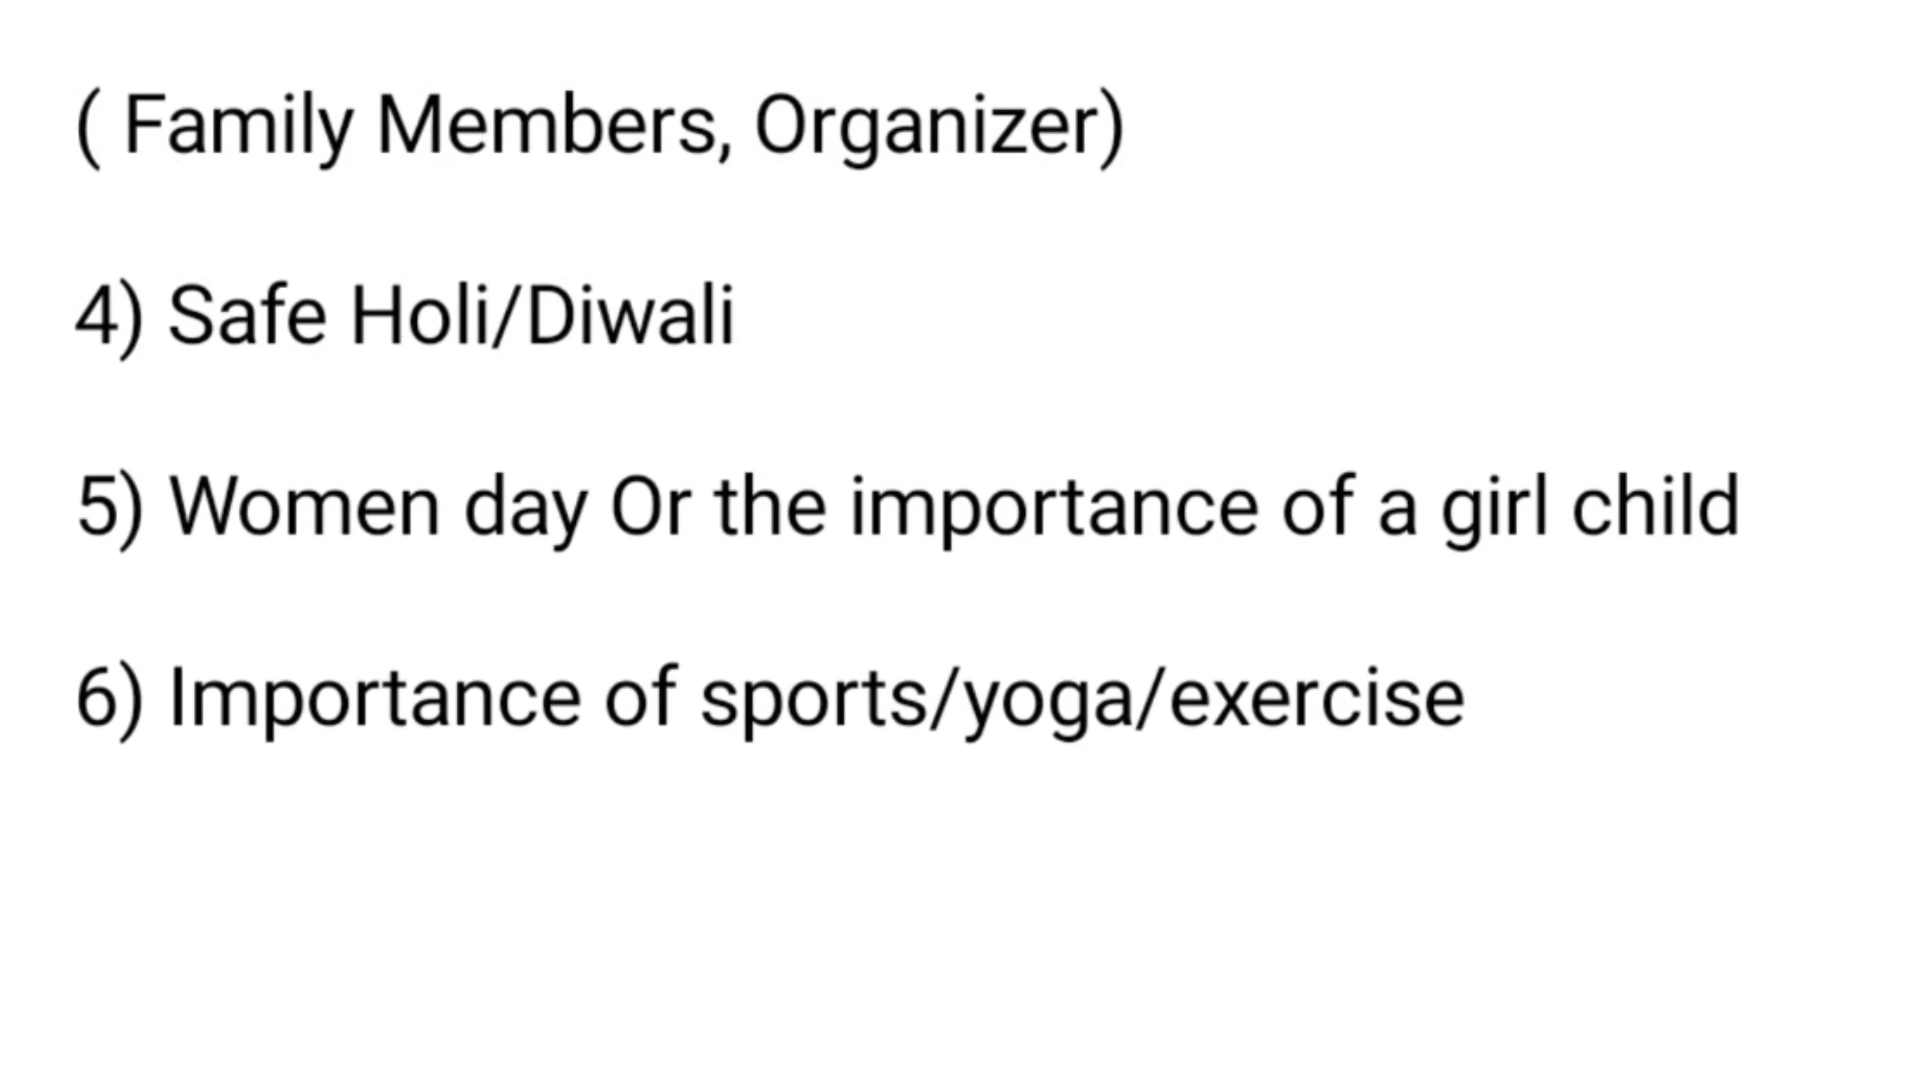 ( Family Members, Organizer)
4) Safe Holi/Diwali
5) Women day Or the importance of a girl child
6) Importance of sports/yoga/exercise